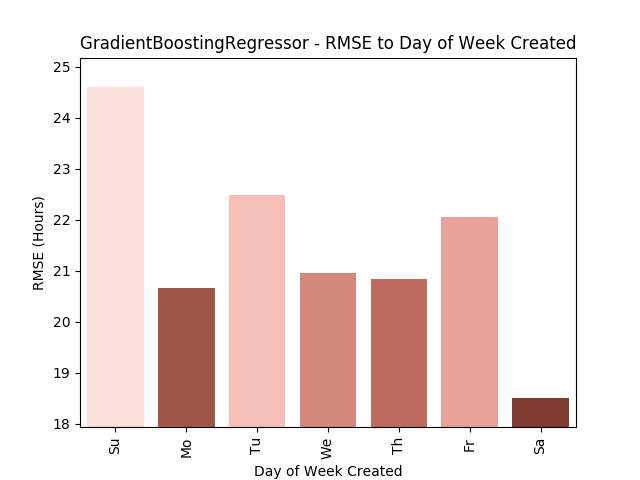 GradientBoostingRegressor - RMSE to Day of Week Created
RMSE (Hours)
25
24
23
22
21
20
19
18
Su
Mo
Tu
We
Th
Fr
Sa
Day of Week Created